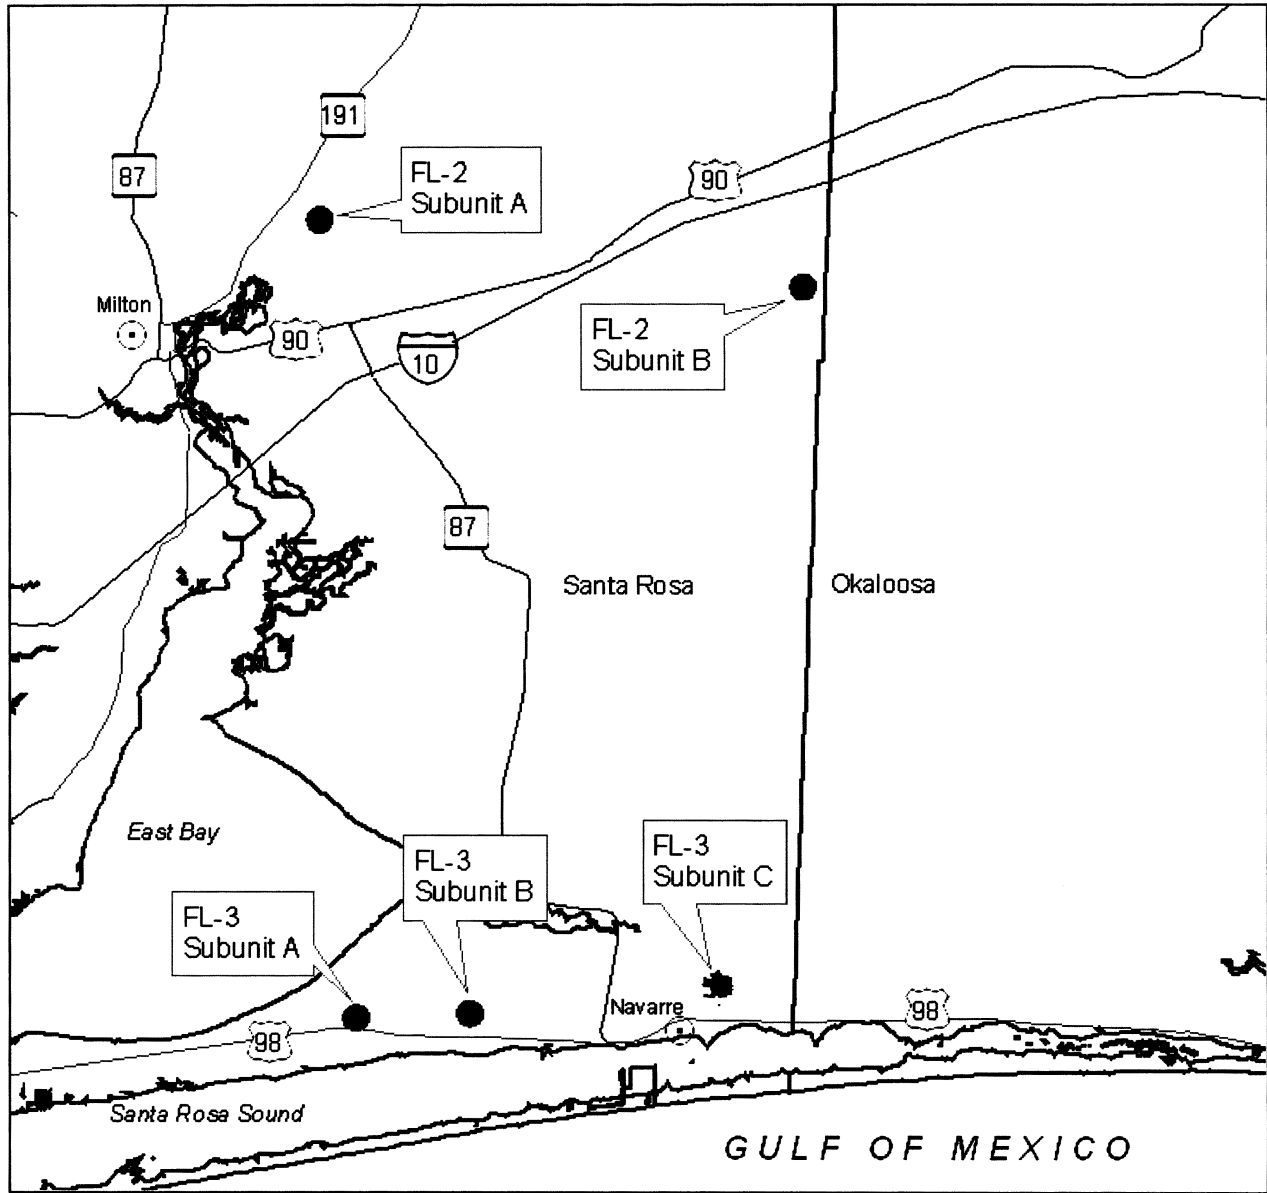 191
87
FL-2
Subunit A
90
Milton
90
10
FL-2
Subunit B
87
Santa Rosa
Okaloosa
East Bay
FL-3
Subunit B
FL-3
Subunit C
FL-3
Subunit A
Navarre
98
98
Santa Rosa Sound
GULF OF MEXICO